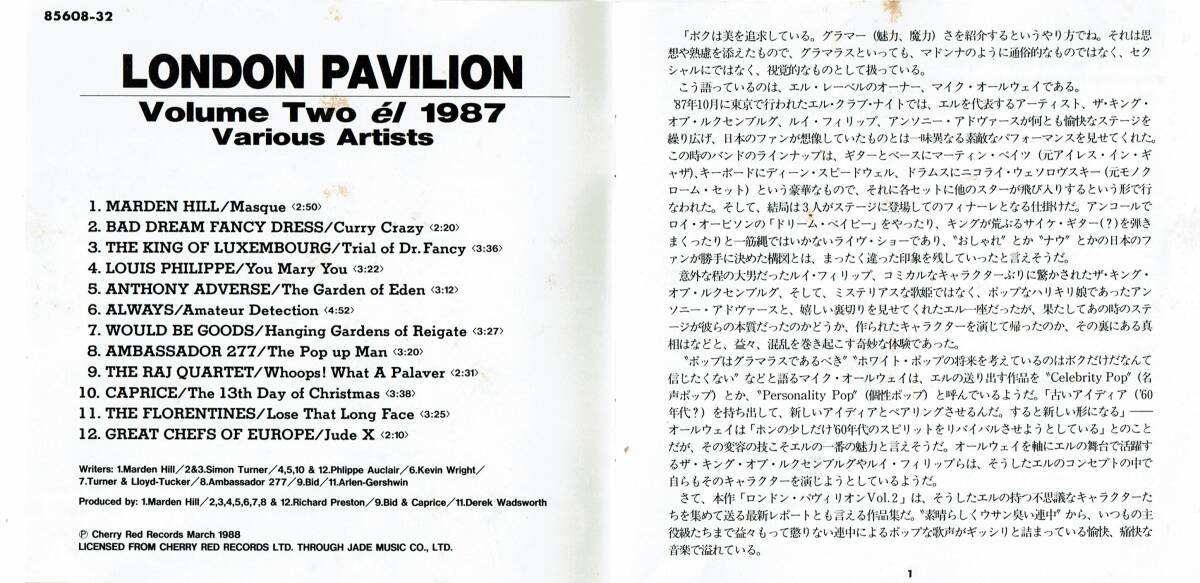 85608-32
LONDON PAVILION
Volume Two él 1987
Various Artists
1. MARDEN HILL/Masque〈2:50〉
2. BAD DREAM FANCY DRESS/Curry Crazy〈2:20〉
3. THE KING OF LUXEMBOURG/Trial of Dr. Fancy〈3:36〉
4. LOUIS PHILIPPE/You Mary You〈3:22〉
5. ANTHONY ADVERSE/The Garden of Eden〈3:12〉
6. ALWAYS/Amateur Detection〈4:52〉
7. WOULD BE GOODS/Hanging Gardens of Reigate〈3:27〉
8. AMBASSADOR 277/The Pop up Man〈3:20〉
9. THE RAJ QUARTET/Whoops! What A Palaver〈2:31〉
10. CAPRICE/The 13th Day of Christmas〈3:38〉
11. THE FLORENTINES/Lose That Long Face〈3:25〉
12. GREAT CHEFS OF EUROPE/Jude X〈2:10〉
Writers: 1.Marden Hill/2&3.Simon Turner/4,5,10 & 12.Phlippe Auclair/6.Kevin Wright/
7.Turner & Lloyd-Tucker/8.Ambassador 277/9.Bid/11.Arlen-Gershwin
Produced by: 1.Marden Hill/2,3,4,5,6,7,8 & 12.Richard Preston/9.Bid & Caprice/11.Derek Wadsworth
Ⓟ Cherry Red Records March 1988
LICENSED FROM CHERRY RED RECORDS LTD. THROUGH JADE MUSIC CO., LTD.
「ボクは美を追求している。グラマー（魅力、魔力）さを紹介するというやり方でね。それは思
想や熟慮を添えたもので、グラマラスといっても、マドンナのように通俗的なものではなく、セク
シャルにではなく、視覚的なものとして扱っている。
こう語っているのは、エル・レーベルのオーナー、マイク・オールウェイである。
'87年10月に東京で行われたエル・クラブ・ナイトでは、エルを代表するアーティスト、ザ・キング・
オブ・ルクセンブルグ、ルイ・フィリップ、アンソニー・アドヴァースが何とも愉快なステージを
繰り広げ、日本のファンが想像していたものとは一味異なる素敵なパフォーマンスを見せてくれた。
この時のバンドのラインナップは、ギターとベースにマーティン・ベイツ（元アイレス・イン・ギ
ャザ）、キーボードにディーン・スピードウェル、ドラムスにニコライ・ウェソロヴスキー（元モノク
ローム・セット）という豪華なもので、それに各セットに他のスターが飛び入りするという形で行
なわれた。そして、結局は3人がステージに登場してのフィナーレとなる仕掛けだ。アンコールで
ロイ・オービソンの「ドリーム・ベイビー」をやったり、キングが荒ぶるサイケ・ギター(？)を弾き
まくったりと一筋縄ではいかないライヴ・ショーであり、〝おしゃれ〟とか〝ナウ〟とかの日本のフ
ァンが勝手に決めた構図とは、まったく違った印象を残していったと言えそうだ。
意外な程の大男だったルイ・フィリップ、コミカルなキャラクターぶりに驚かされたザ・キング・
オブ・ルクセンブルグ、そして、ミステリアスな歌姫ではなく、ポップなハリキリ娘であったアン
ソニー・アドヴァースと、嬉しい裏切りを見せてくれたエル一座だったが、果たしてあの時のステ
ージが彼らの本質だったのかどうか、作られたキャラクターを演じて帰ったのか、その裏にある真
相はなどと、益々、混乱を巻き起こす奇妙な体験であった。
〝ポップはグラマラスであるべき〟〝ホワイト・ポップの将来を考えているのはボクだけだなんて
信じたくない〟などと語るマイク・オールウェイは、エルの送り出す作品を〝Celebrity Pop〟(名
声ポップ）とか、〝Personality Pop〟(個性ポップ）と呼んでいるようだ。「古いアイディア（'60
年代？）を持ち出して、新しいアイディアとペアリングさせるんだ。すると新しい形になる」――
オールウェイは「ホンの少しだけ'60年代のスピリットをリバイバルさせようとしている」とのこと
だが、その変容の技こそエルの一番の魅力と言えそうだ。オールウェイを軸にエルの舞台で活躍す
るザ・キング・オブ・ルクセンブルグやルイ・フィリップらは、そうしたエルのコンセプトの中で
自らもそのキャラクターを演じようとしているようだ。
さて、本作「ロンドン・パヴィリオンVol.2」は、そうしたエルの持つ不思議なキャラクターた
ちを集めて送る最新レポートとも言える作品集だ。〝素晴らしくウサン臭い連中〟から、いつもの主
役級たちまで益々もって懲りない連中によるポップな歌声がギッシリと詰まっている愉快、痛快な
音楽で溢れている。
1